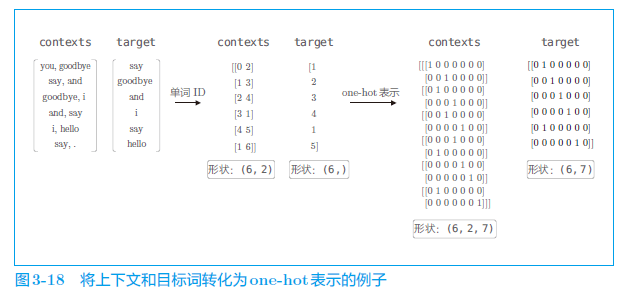 contexts
you, goodbye
say, and
goodbye, i
and, say
i, hello
say, .
target
say
goodbye
and
i
say
hello
单词 ID
contexts
[[0 2]
[1 3]
[2 4]
[3 1]
[4 5]
[1 6]]
形状: (6, 2)
target
[1
2
3
4
1
5]
形状: (6,)
one-hot 表示
contexts
[[[1 0 0 0 0 0 0]
[0 0 1 0 0 0 0]]
[[0 1 0 0 0 0 0]
[0 0 0 1 0 0 0]]
[[0 0 1 0 0 0 0]
[0 0 0 0 1 0 0]]
[[0 0 0 1 0 0 0]
[0 1 0 0 0 0 0]]
[[0 0 0 0 1 0 0]
[0 0 0 0 0 1 0]]
[[0 1 0 0 0 0 0]
[0 0 0 0 0 0 1]]]
形状: (6, 2, 7)
target
[[0 1 0 0 0 0 0]
[0 0 1 0 0 0 0]
[0 0 0 1 0 0 0]
[0 0 0 0 1 0 0]
[0 1 0 0 0 0 0]
[0 0 0 0 0 1 0]]
形状: (6, 7)
图3-18 将上下文和目标词转化为one-hot表示的例子